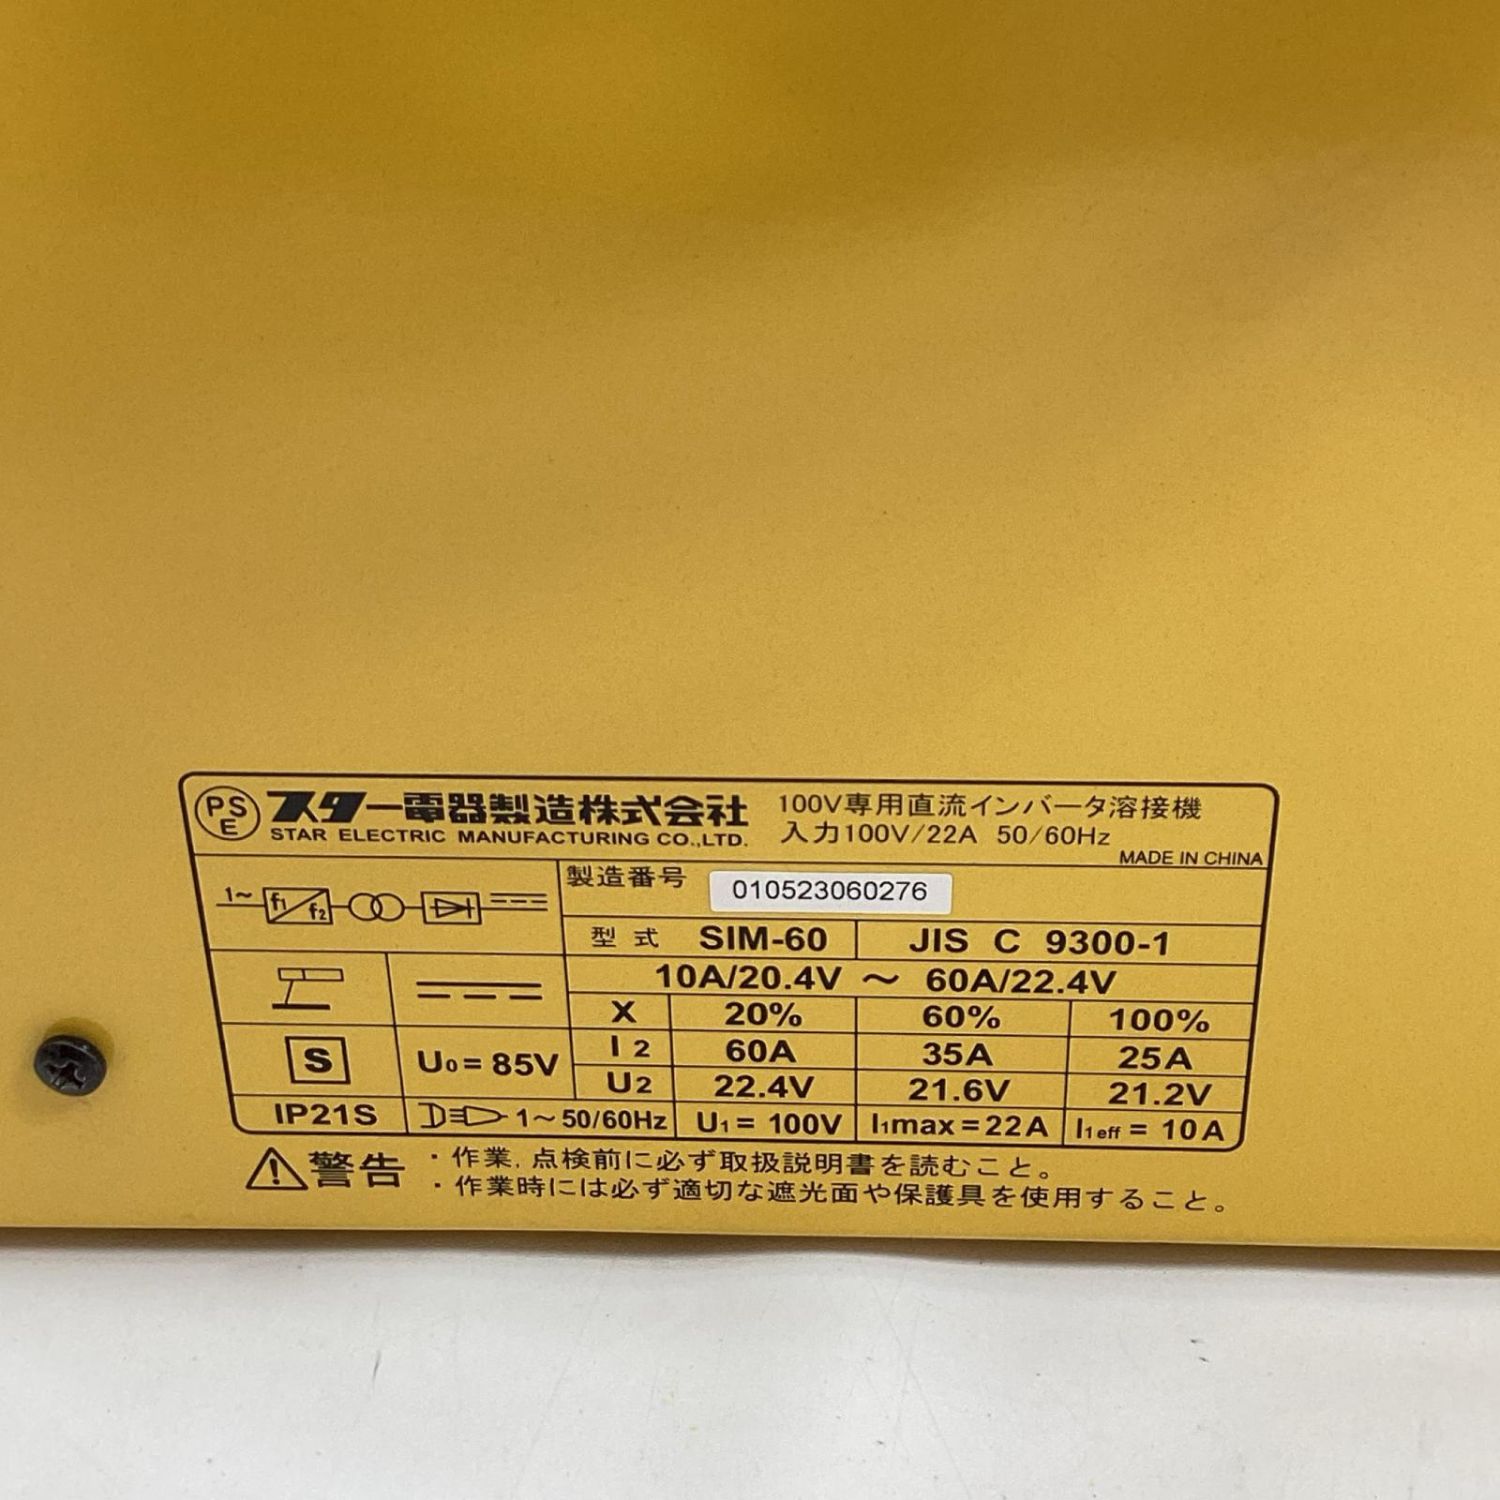 PS E スター電器製造株式会社
STAR ELECTRIC MANUFACTURING CO.,LTD.
100V専用直流インバータ溶接機
入力100V/22A 50/60Hz
MADE IN CHINA
1~ f1 f2
製造番号 010523060276
型式 SIM-60 JIS C 9300-1
10A/20.4V ～ 60A/22.4V
X 20% 60% 100%
S U0=85V
I2 60A 35A 25A
U2 22.4V 21.6V 21.2V
IP21S 1~50/60Hz U1=100V I1max=22A I1eff=10A
警告
・作業,点検前に必ず取扱説明書を読むこと。
・作業時には必ず適切な遮光面や保護具を使用すること。